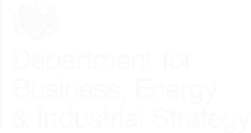 Department for
Business, Energy
& Industrial Strategy